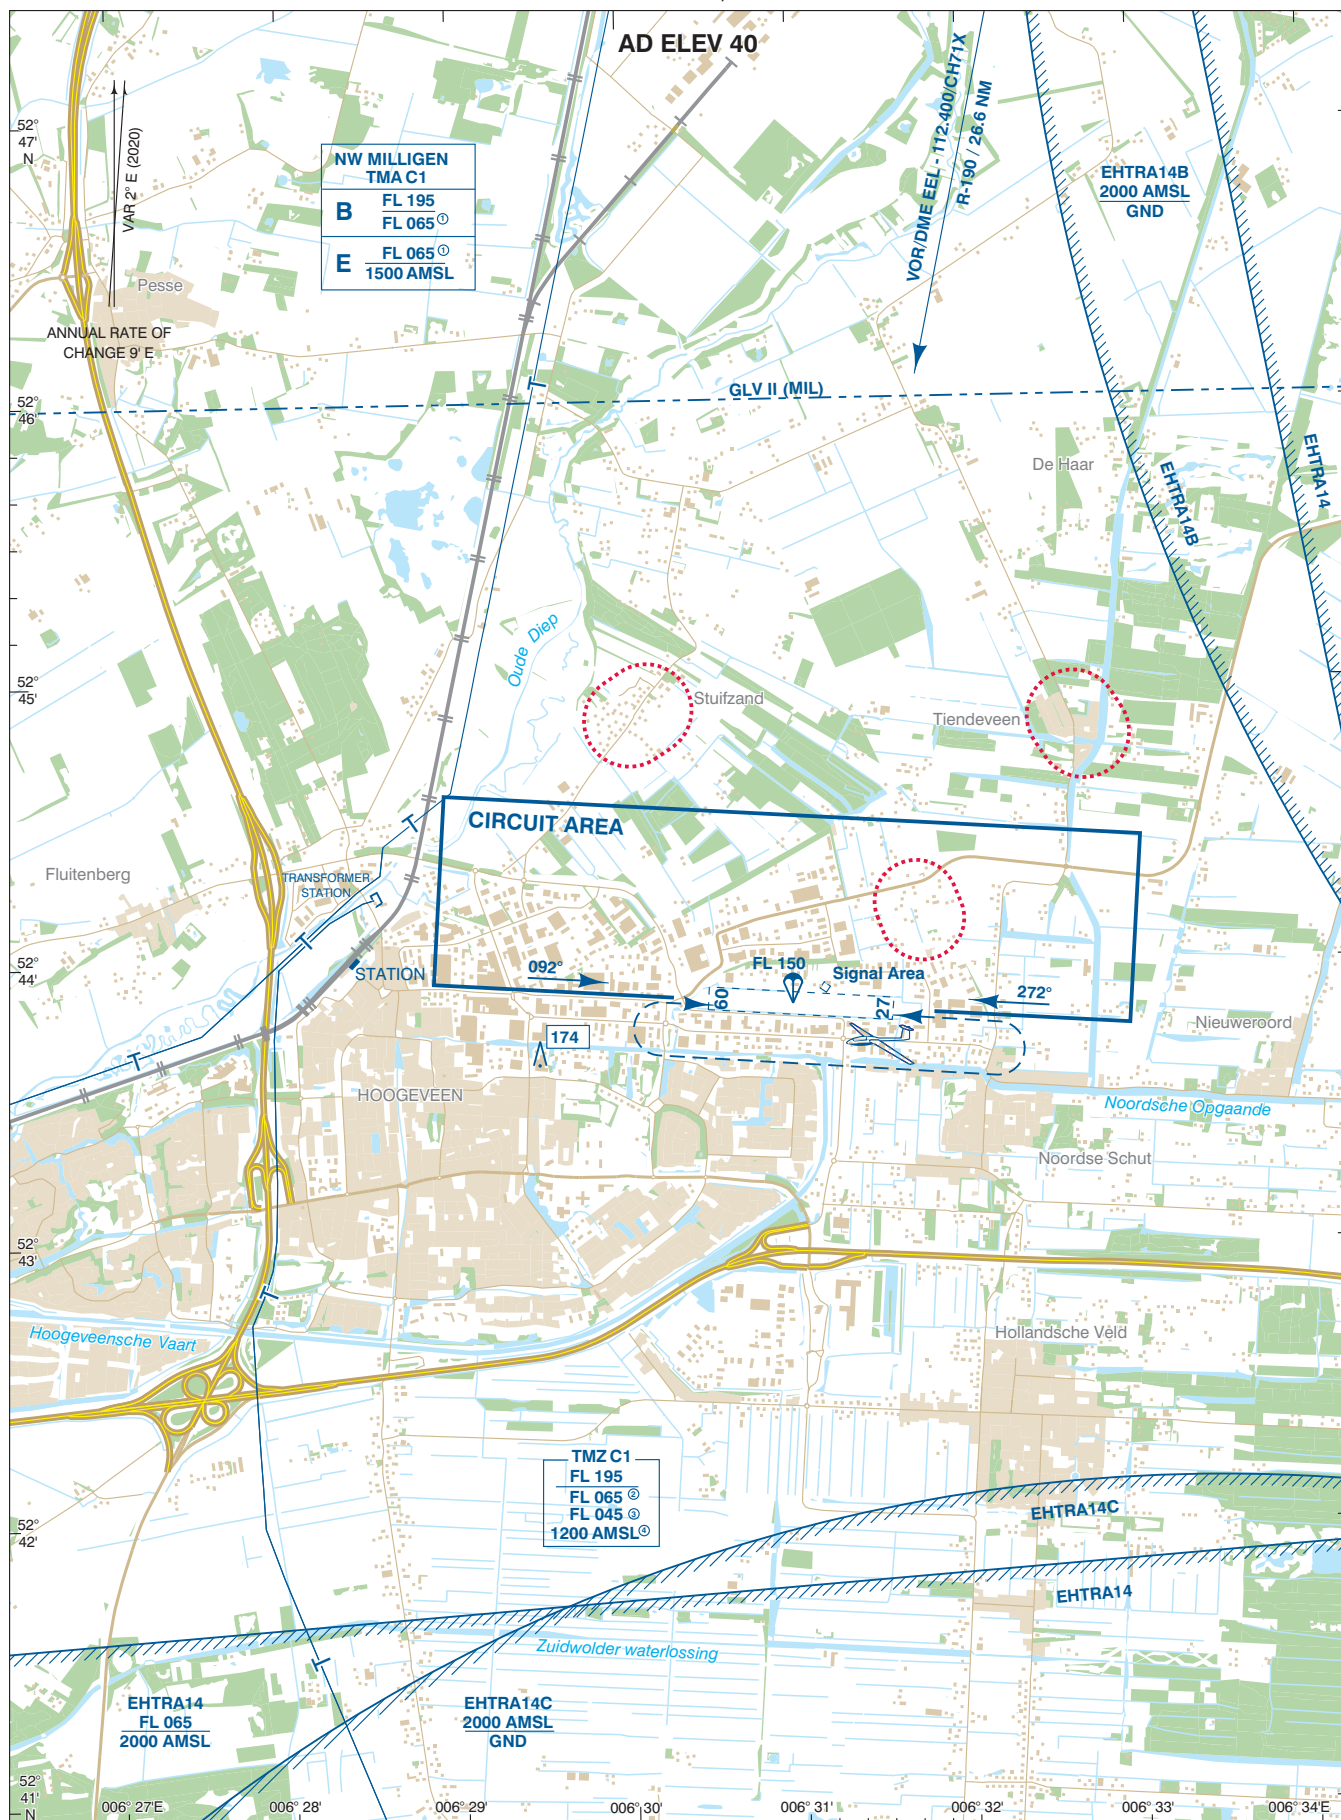 AD ELEV 40
52°
47'
N
VAR 2° E (2020)
NW MILLIGEN
TMA C1
B
FL 195
FL 065①
E
FL 065①
1500 AMSL
VOR/DME EEL - 112.400/CH71X
R-190 / 26.6 NM
EHTRA14B
2000 AMSL
GND
Pesse
ANNUAL RATE OF
CHANGE 9' E
GLV II (MIL)
52°
46'
De Haar
EHTRA14B
EHTRA14
Oude Diep
52°
45'
Stuifzand
Tiendeveen
CIRCUIT AREA
Fluitenberg
TRANSFORMER
STATION
52°
44'
STATION
092°
FL 150
Signal Area
09
27
272°
174
Nieuweroord
HOOGEVEEN
Noordsche Opgaande
Noordse Schut
52°
43'
Hoogeveensche Vaart
Hollandsche Veld
TMZ C1
FL 195
FL 065 ②
FL 045 ③
1200 AMSL④
52°
42'
EHTRA14C
EHTRA14
Zuidwolder waterlossing
EHTRA14
FL 065
2000 AMSL
EHTRA14C
2000 AMSL
GND
52°
41'
N
006° 27'E
006° 28'
006° 29'
006° 30'
006° 31'
006° 32'
006° 33'
006° 34'E